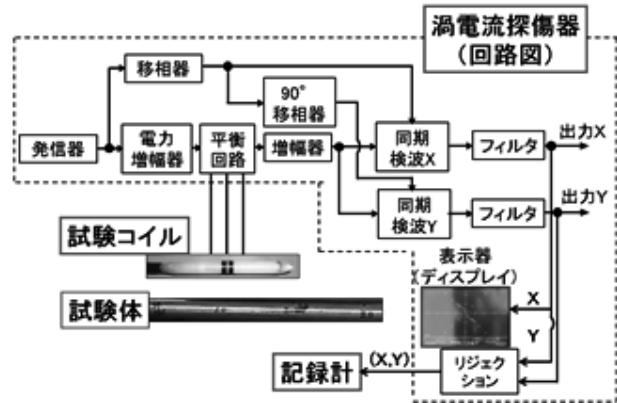 渦電流探傷器
（回路図）
移相器
90°
移相器
発信器
電力
増幅器
平衡
回路
増幅器
同期
検波X
フィルタ
出力X
同期
検波Y
フィルタ
出力Y
試験コイル
試験体
表示器
(ディスプレイ)
X
Y
リジェク
ション
(X,Y)
記録計